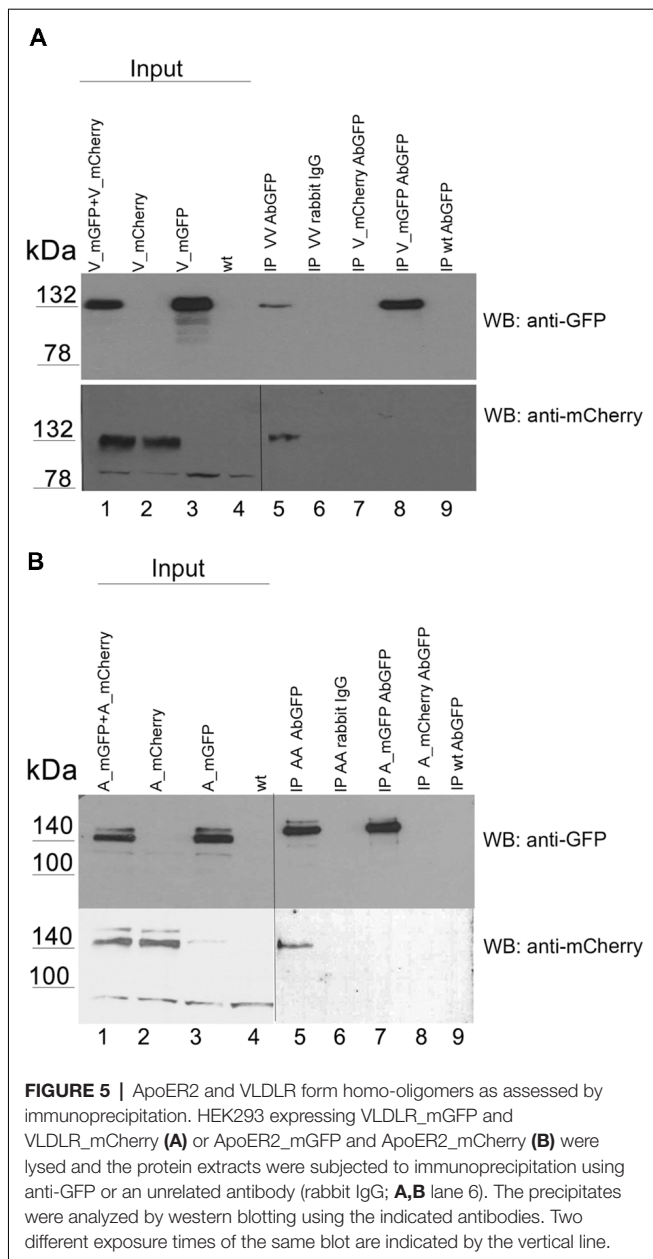 A
Input
V_mGFP+V_mCherry
V_mCherry
V_mGFP
wt
IP VV AbGFP
IP VV rabbit IgG
IP V_mCherry AbGFP
IP V_mGFP AbGFP
IP wt AbGFP
kDa
132
78
WB: anti-GFP
132
78
WB: anti-mCherry
1 2 3 4 5 6 7 8 9
B
Input
A_mGFP+A_mCherry
A_mCherry
A_mGFP
wt
IP AA AbGFP
IP AA rabbit IgG
IP A_mGFP AbGFP
IP A_mCherry AbGFP
IP wt AbGFP
kDa
140
100
WB: anti-GFP
140
100
WB: anti-mCherry
1 2 3 4 5 6 7 8 9
FIGURE 5 | ApoER2 and VLDLR form homo-oligomers as assessed by
immunoprecipitation. HEK293 expressing VLDLR_mGFP and
VLDLR_mCherry (A) or ApoER2_mGFP and ApoER2_mCherry (B) were
lysed and the protein extracts were subjected to immunoprecipitation using
anti-GFP or an unrelated antibody (rabbit IgG; A,B lane 6). The precipitates
were analyzed by western blotting using the indicated antibodies. Two
different exposure times of the same blot are indicated by the vertical line.